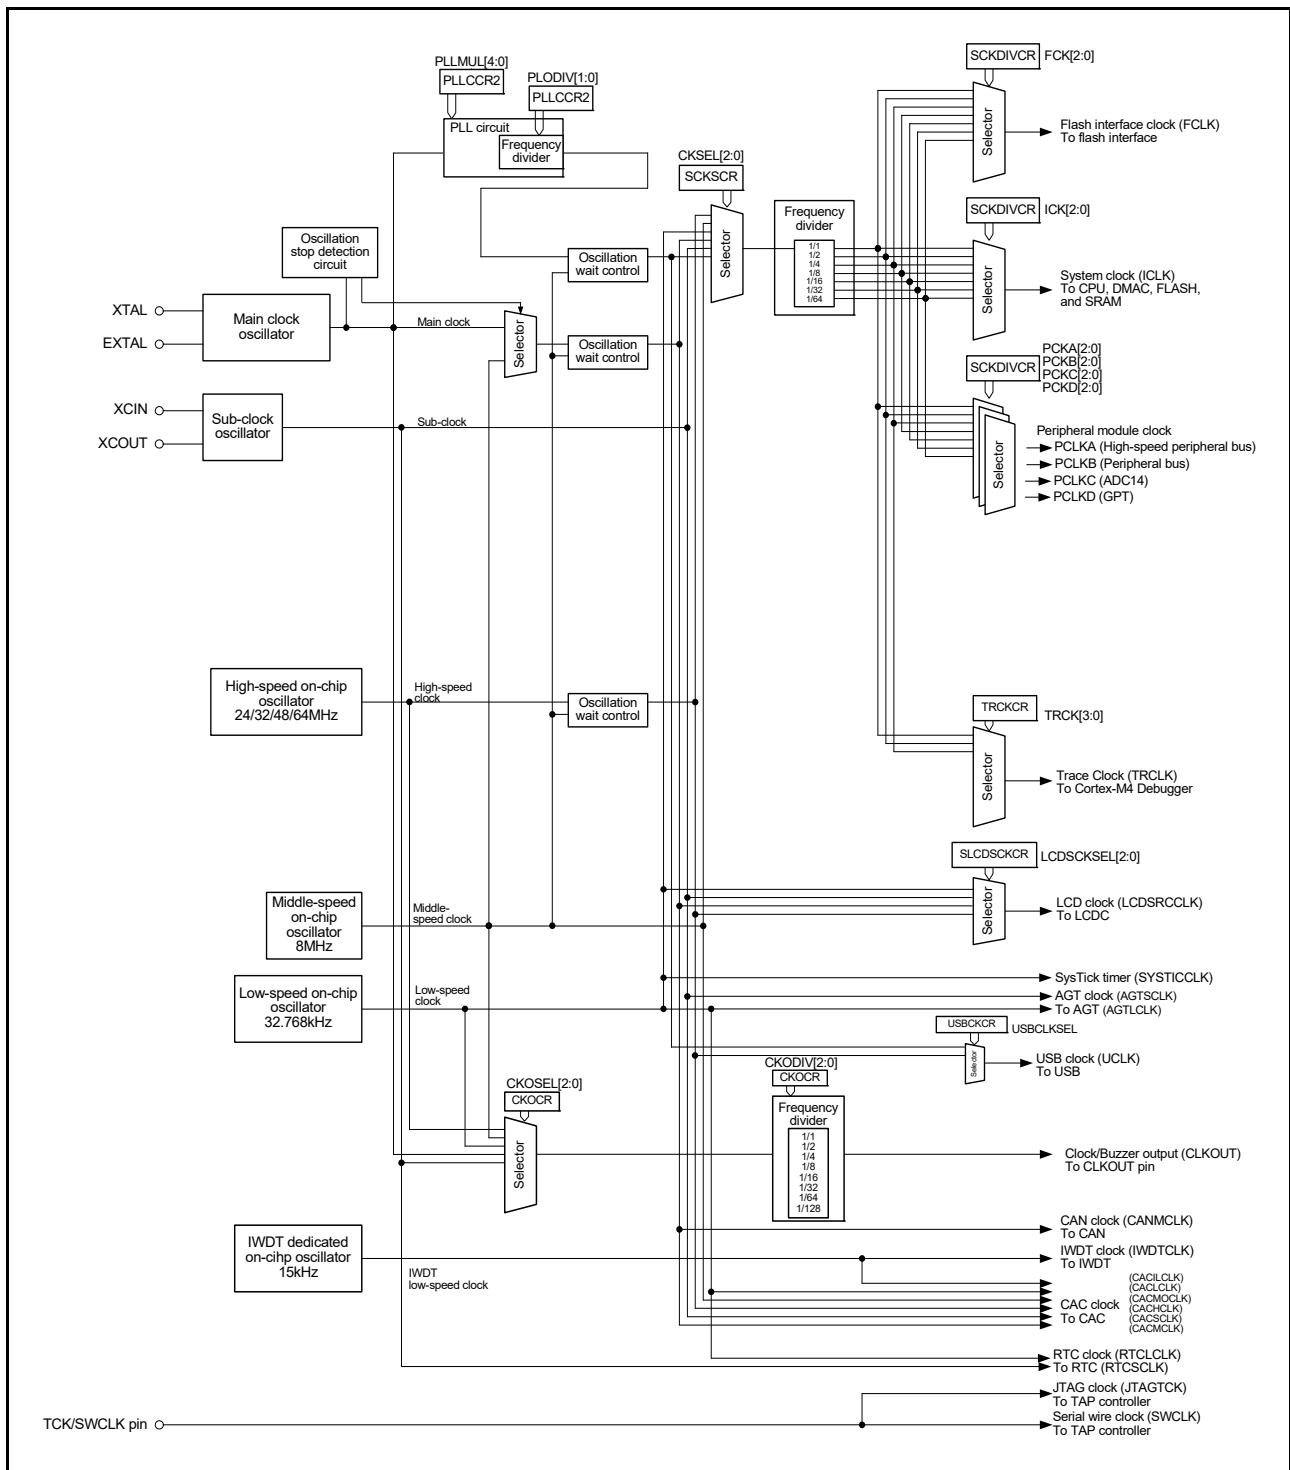 PLLMUL[4:0]
PLLCCR2
PLODIV[1:0]
PLLCCR2
PLL circuit
Frequency
divider
CKSEL[2:0]
SCKSCR
Selector
Frequency
divider
1/1
1/2
1/4
1/8
1/16
1/32
1/64
SCKDIVCR FCK[2:0]
Selector
Flash interface clock (FCLK)
To flash interface
SCKDIVCR ICK[2:0]
Selector
System clock (ICLK)
To CPU, DMAC, FLASH,
and SRAM
PCKA[2:0]
PCKB[2:0]
PCKC[2:0]
PCKD[2:0]
SCKDIVCR
Selector
Peripheral module clock
PCLKA (High-speed peripheral bus)
PCLKB (Peripheral bus)
PCLKC (ADC14)
PCLKD (GPT)
Oscillation
stop detection
circuit
XTAL
EXTAL
Main clock
oscillator
Main clock
Selector
Oscillation
wait control
Oscillation
wait control
XCIN
XCOUT
Sub-clock
oscillator
Sub-clock
High-speed on-chip
oscillator
24/32/48/64MHz
High-speed
clock
Oscillation
wait control
TRCKCR
TRCK[3:0]
Selector
Trace Clock (TRCLK)
To Cortex-M4 Debugger
SLCDSCKCR LCDSCKSEL[2:0]
Selector
LCD clock (LCDSRCCLK)
To LCDC
Middle-speed
on-chip
oscillator
8MHz
Middle-
speed clock
Low-speed on-chip
oscillator
32.768kHz
Low-speed
clock
SysTick timer (SYSTICCLK)
AGT clock (AGTSCLK)
To AGT (AGTLCLK)
USBCKCR USBCLKSEL
Selector
USB clock (UCLK)
To USB
CKOSEL[2:0]
CKOCR
Selector
CKODIV[2:0]
CKOCR
Frequency
divider
1/1
1/2
1/4
1/8
1/16
1/32
1/64
1/128
Clock/Buzzer output (CLKOUT)
To CLKOUT pin
CAN clock (CANMCLK)
To CAN
IWDT dedicated
on-cihp oscillator
15kHz
IWDT
low-speed clock
IWDT clock (IWDTCLK)
To IWDT
CAC clock
To CAC
(CACILCLK)
(CACLCLK)
(CACMOCLK)
(CACHCLK)
(CACSCLK)
(CACMCLK)
RTC clock (RTCLCLK)
To RTC (RTCSCLK)
TCK/SWCLK pin
JTAG clock (JTAGTCK)
To TAP controller
Serial wire clock (SWCLK)
To TAP controller